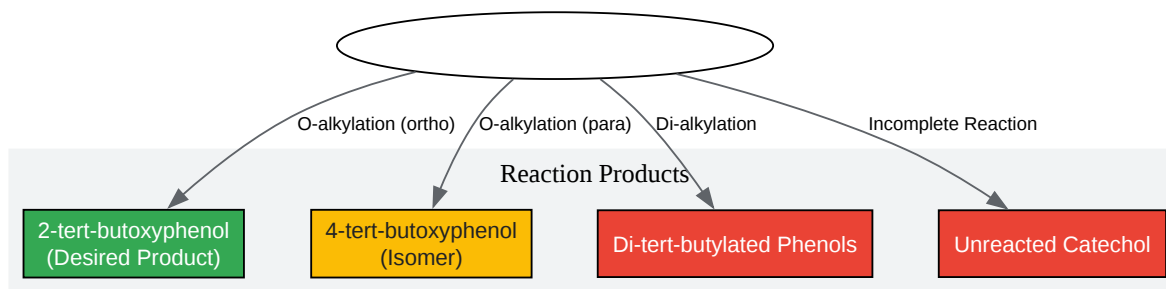 O-alkylation (ortho)
O-alkylation (para)
Di-alkylation
Incomplete Reaction
Reaction Products
2-tert-butoxyphenol
(Desired Product)
4-tert-butoxyphenol
(Isomer)
Di-tert-butylated Phenols
Unreacted Catechol